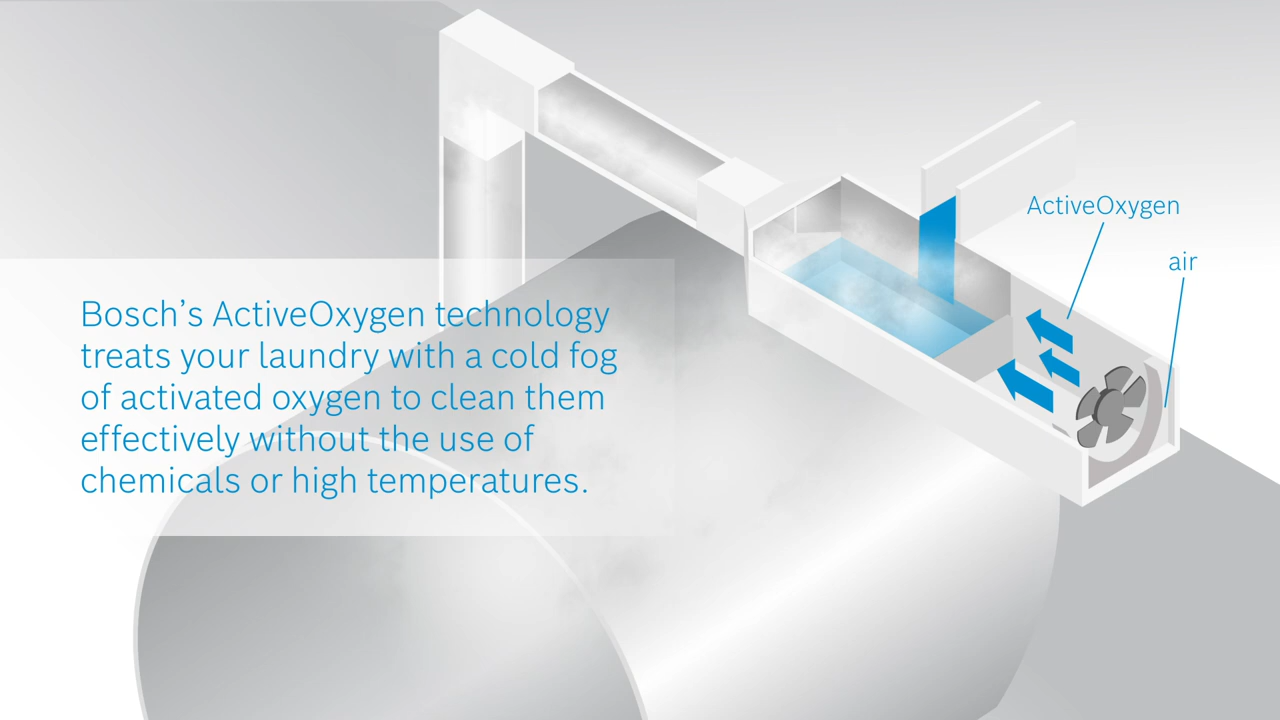 Bosch’s ActiveOxygen technology
treats your laundry with a cold fog
of activated oxygen to clean them
effectively without the use of
chemicals or high temperatures.
ActiveOxygen
air